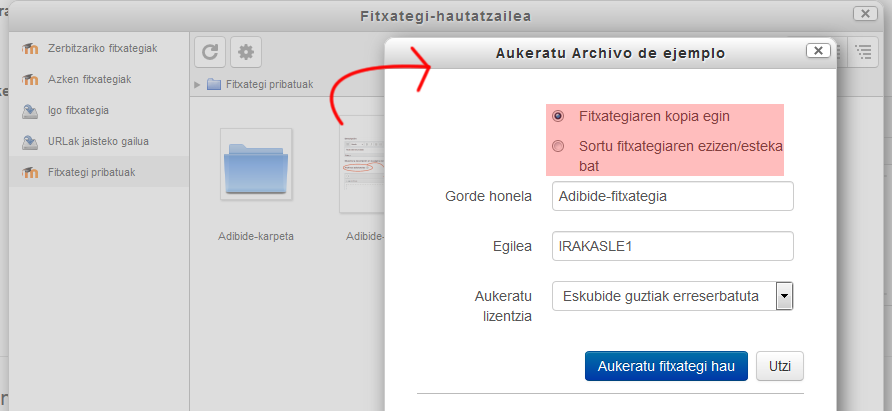 Fitxategi-hautatzailea
Zerbitzariko fitxategiak
Azken fitxategiak
Igo fitxategia
URLak jaisteko gailua
Fitxategi pribatuak
Fitxategi pribatuak
Adibide-karpeta
Adibide-
Aukeratu Archivo de ejemplo
Fitxategiaren kopia egin
Sortu fitxategiaren ezizen/esteka
bat
Gorde honela
Adibide-fitxategia
Egilea
IRAKASLE1
Aukeratu
lizentzia
Eskubide guztiak erreserbatuta
Aukeratu fitxategi hau
Utzi